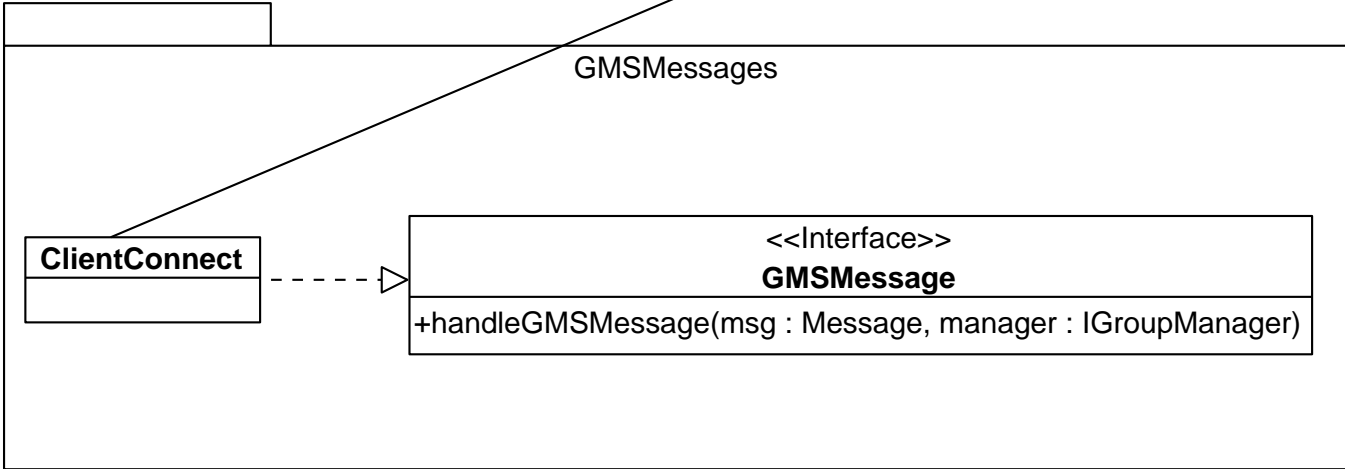 GMSMessages
ClientConnect
<<Interface>>
GMSMessage
+handleGMSMessage(msg : Message, manager : IGroupManager)